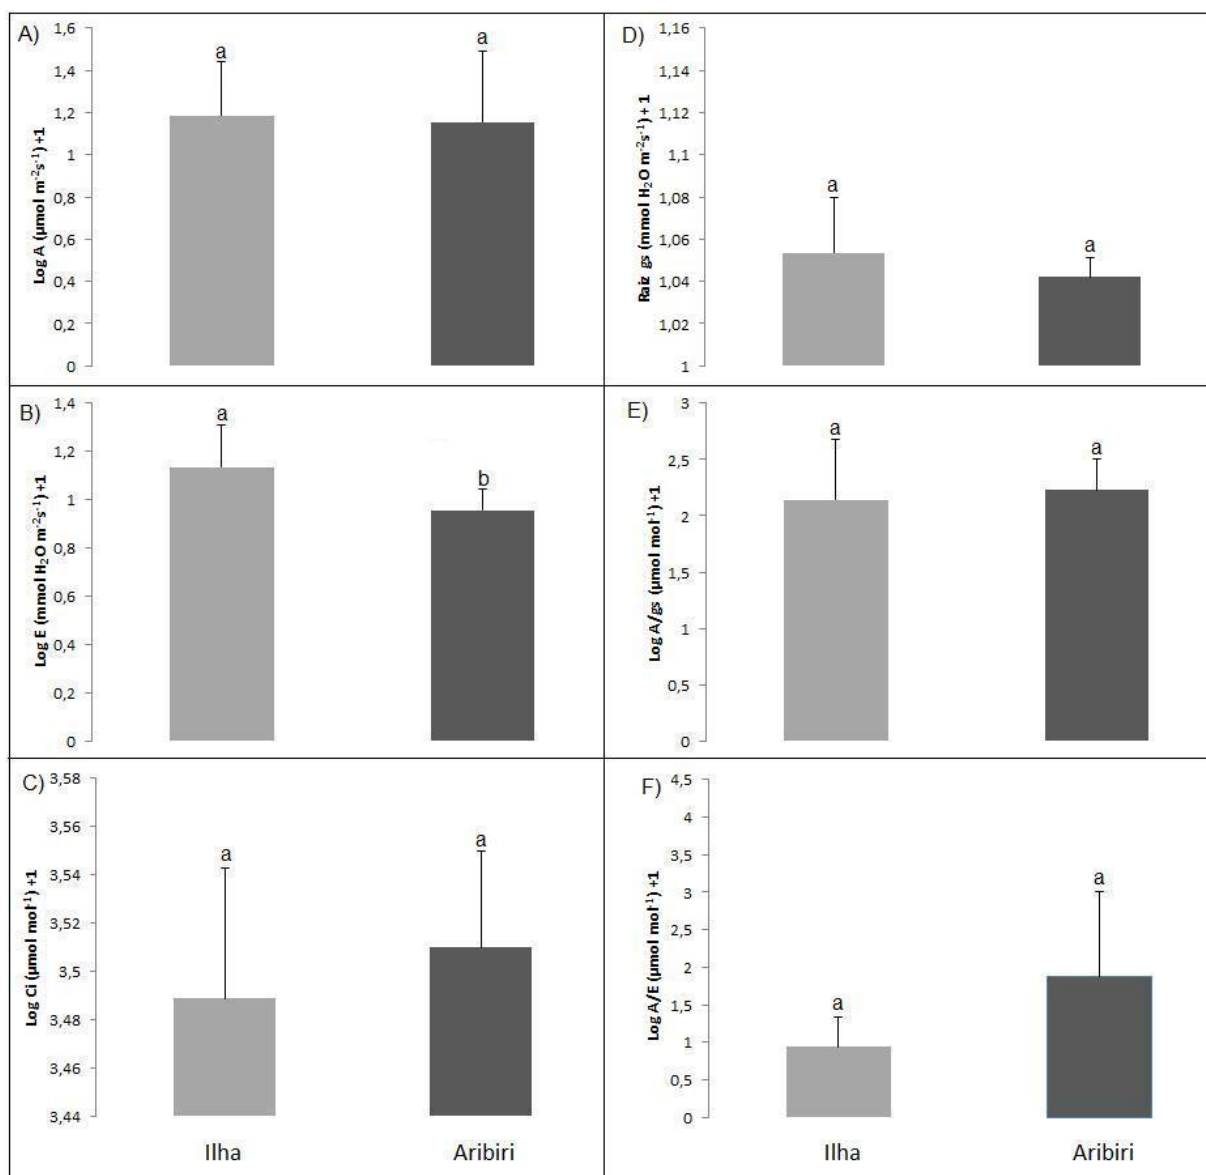 A)
Log A (µmol m⁻²s⁻¹) +1
1,6
1,4
1,2
1
0,8
0,6
0,4
0,2
0
a
a
D)
Raiz gs (mmol H₂O m⁻²s⁻¹) + 1
1,16
1,14
1,12
1,1
1,08
1,06
1,04
1,02
1
a
a
B)
Log E (mmol H₂O m⁻²s⁻¹) +1
1,4
1,2
1
0,8
0,6
0,4
0,2
0
a
b
E)
Log A/gs (µmol mol⁻¹) +1
3
2,5
2
1,5
1
0,5
0
a
a
C)
Log Ci (µmol mol⁻¹) +1
3,58
3,56
3,54
3,52
3,5
3,48
3,46
3,44
a
a
Ilha Aribiri
F)
Log A/E (µmol mol⁻¹) +1
4,5
4
3,5
3
2,5
2
1,5
1
0,5
0
a
a
Ilha Aribiri